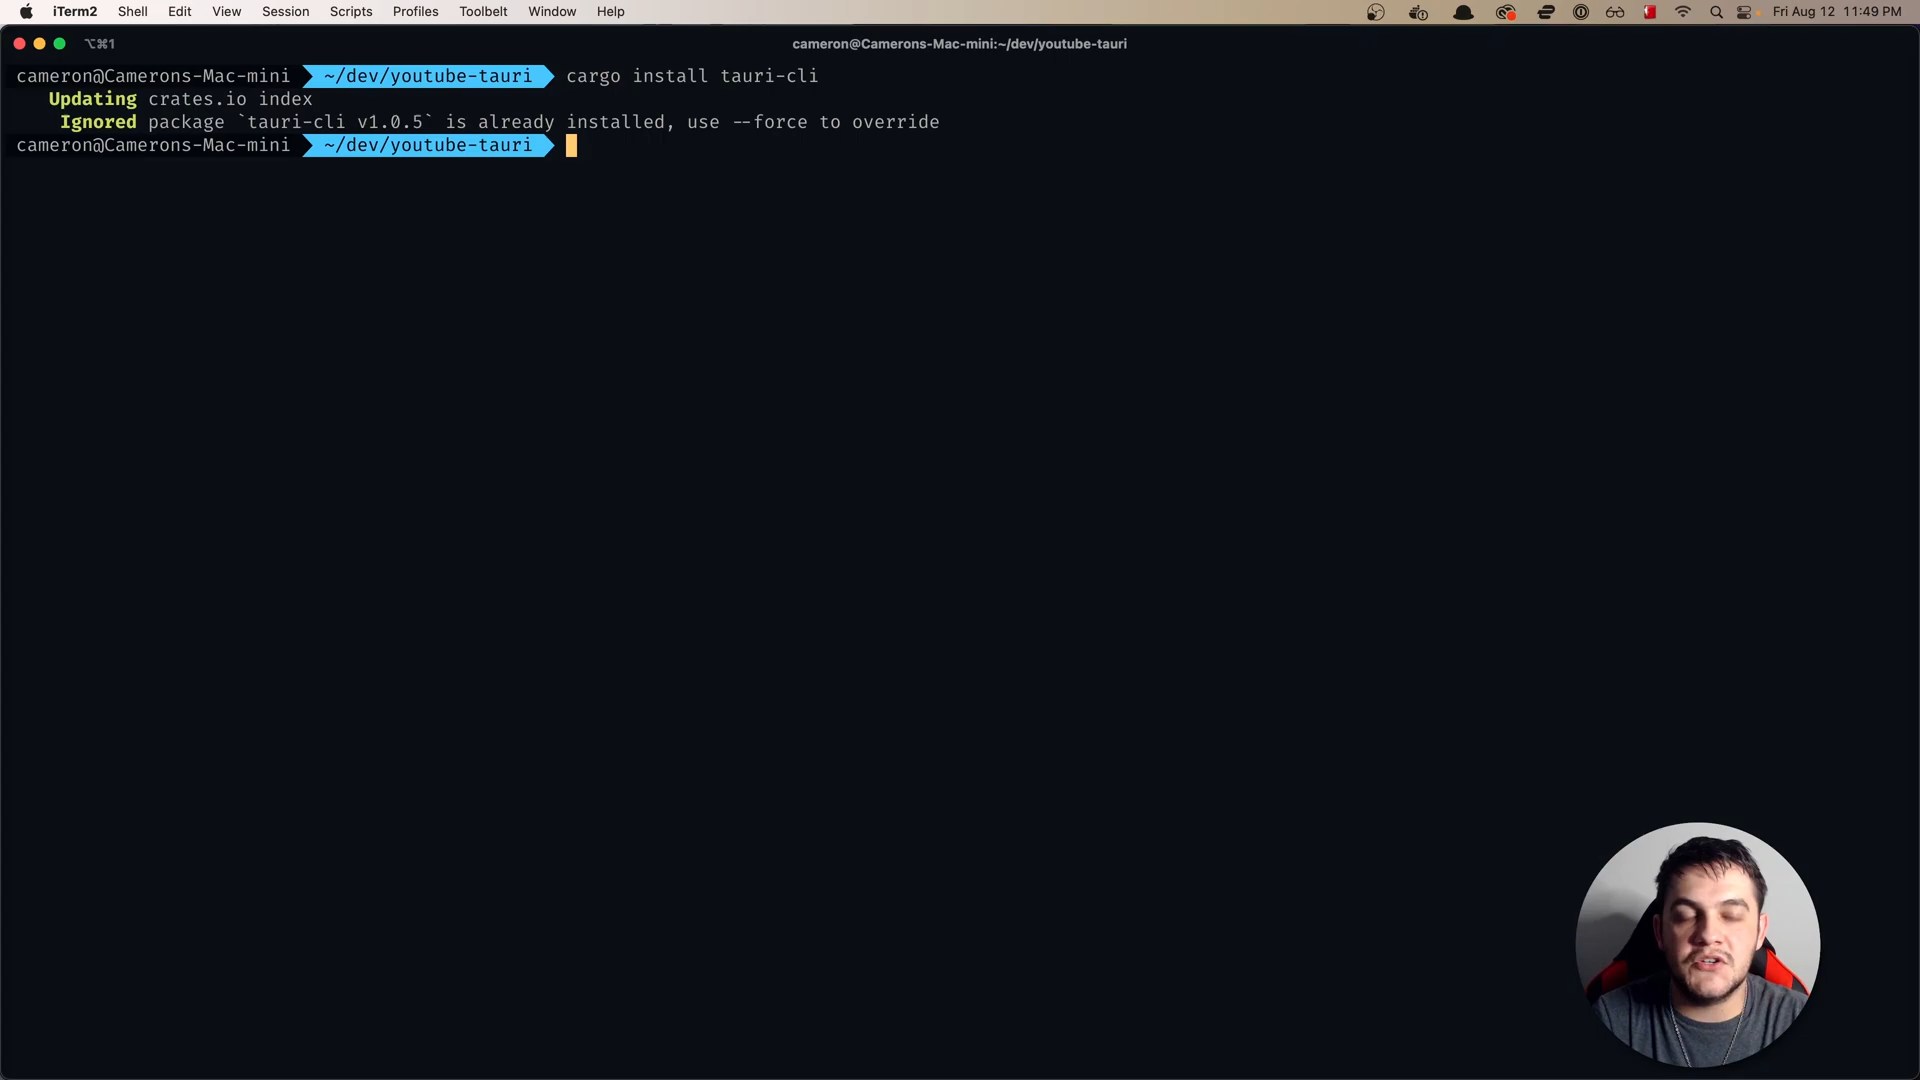 iTerm2 Shell Edit View Session Scripts Profiles Toolbelt Window Help Fri Aug 12 11:49 PM
⌥⌘1 cameron@Camerons-Mac-mini:~/dev/youtube-tauri
cameron@Camerons-Mac-mini ~/dev/youtube-tauri cargo install tauri-cli
Updating crates.io index
Ignored package `tauri-cli v1.0.5` is already installed, use --force to override
cameron@Camerons-Mac-mini ~/dev/youtube-tauri